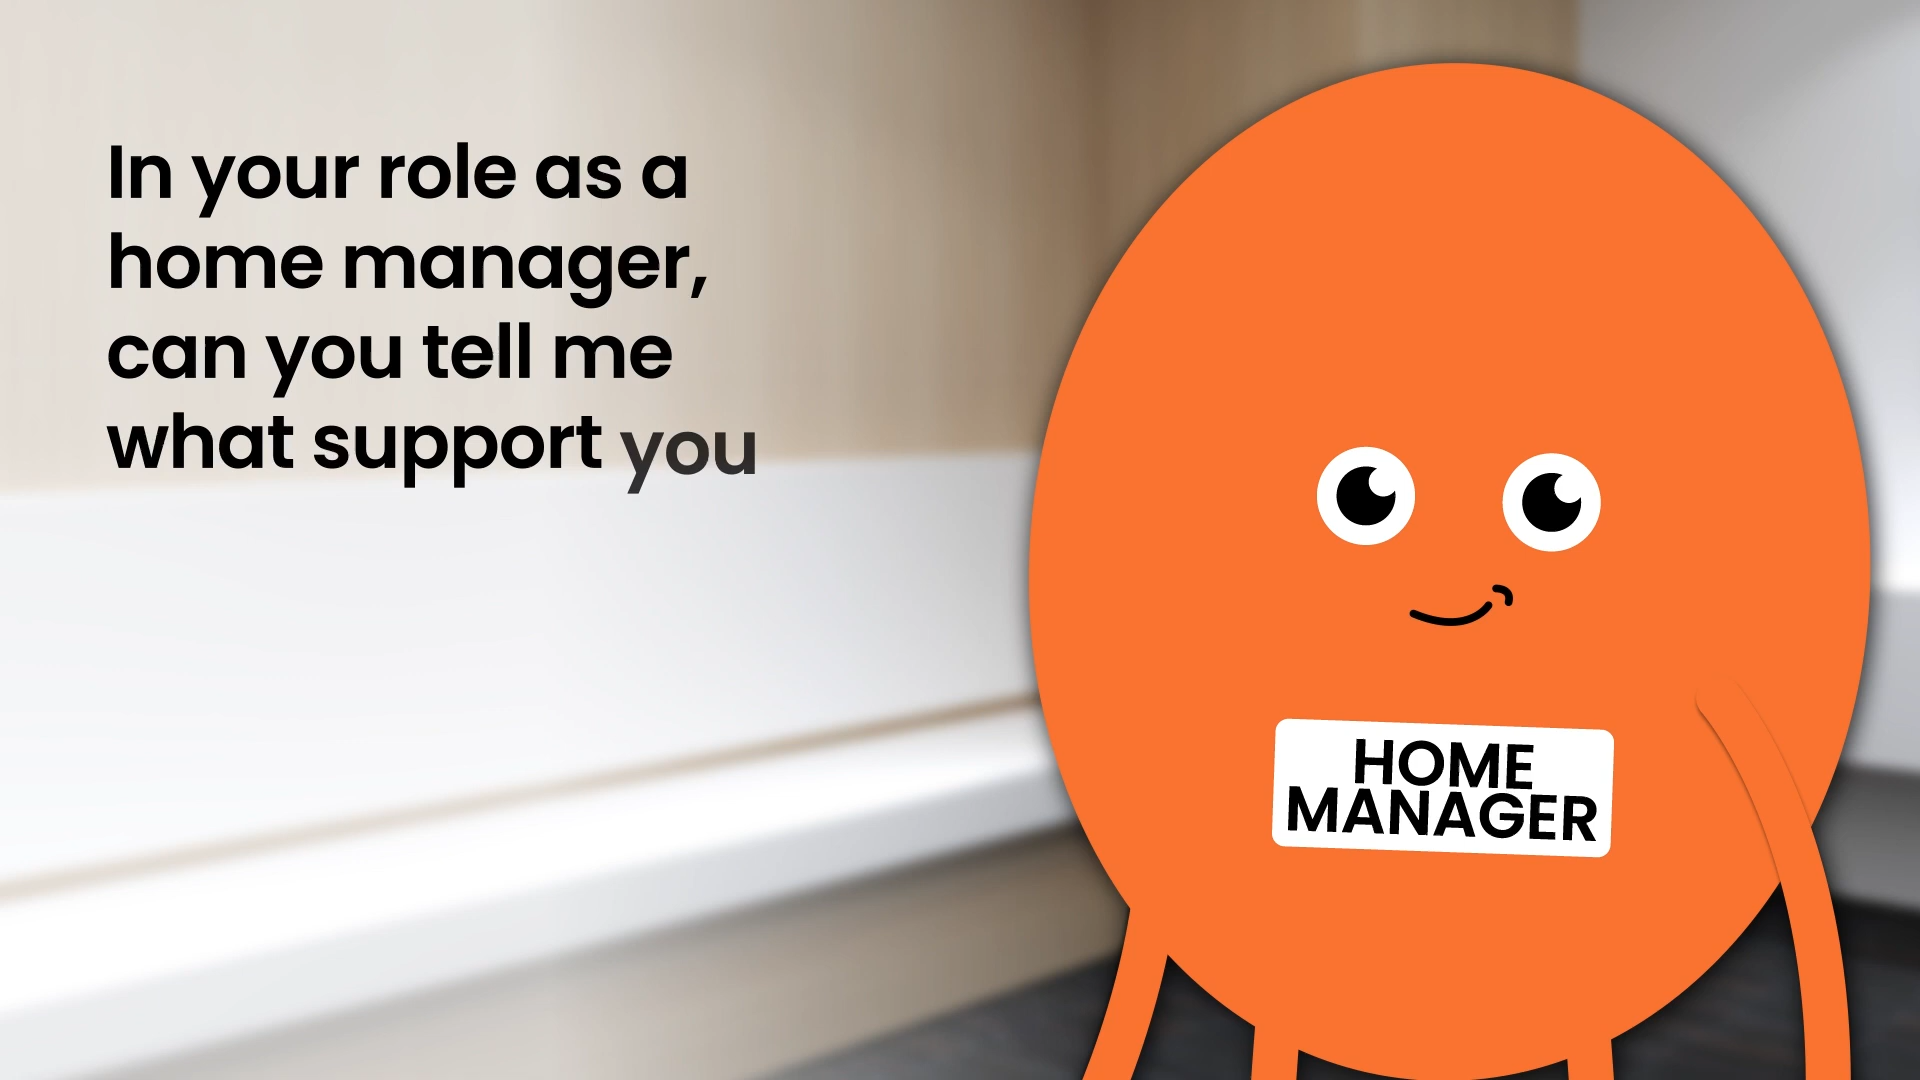 In your role as a
home manager,
can you tell me
what support you
HOME
MANAGER